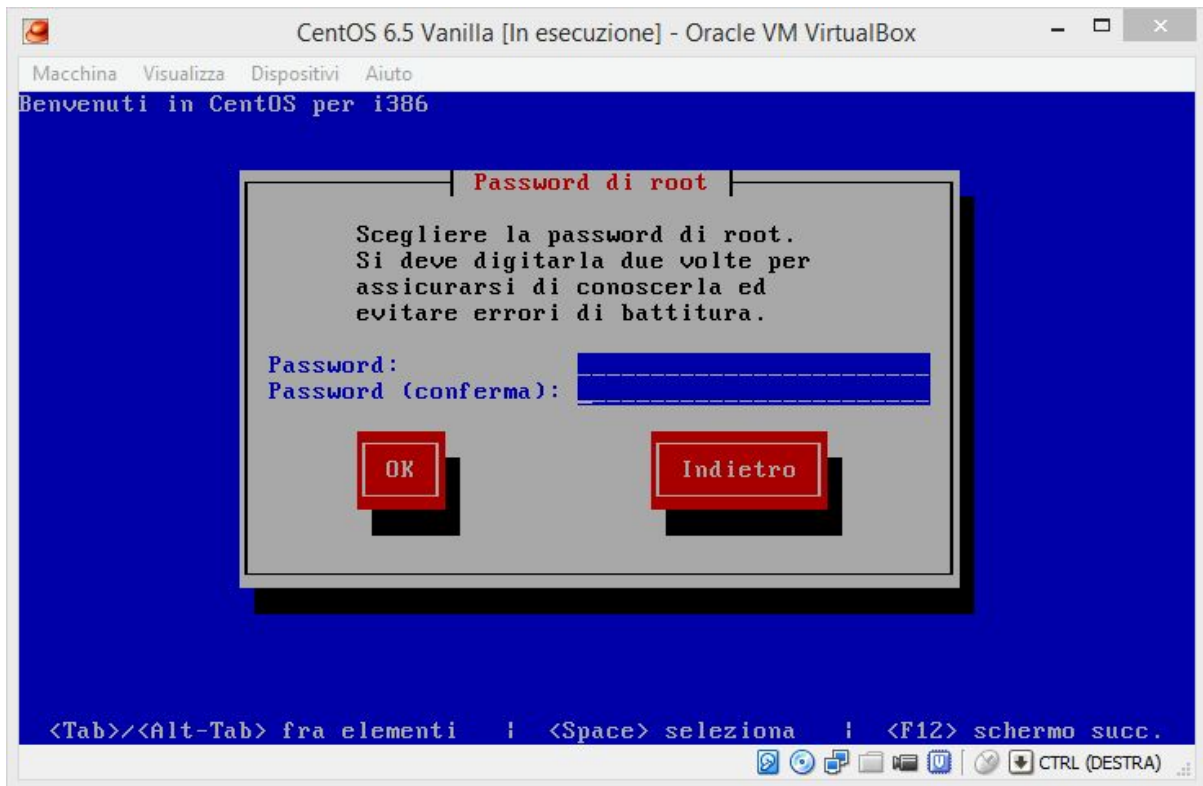 CentOS 6.5 Vanilla [In esecuzione] - Oracle VM VirtualBox
Macchina Visualizza Dispositivi Aiuto
Benvenuti in CentOS per i386
Password di root
Scegliere la password di root.
Si deve digitarla due volte per
assicurarsi di conoscerla ed
evitare errori di battitura.
Password:
Password (conferma):
OK Indietro
<Tab>/<Alt-Tab> fra elementi | <Space> seleziona | <F12> schermo succ.
CTRL (DESTRA)